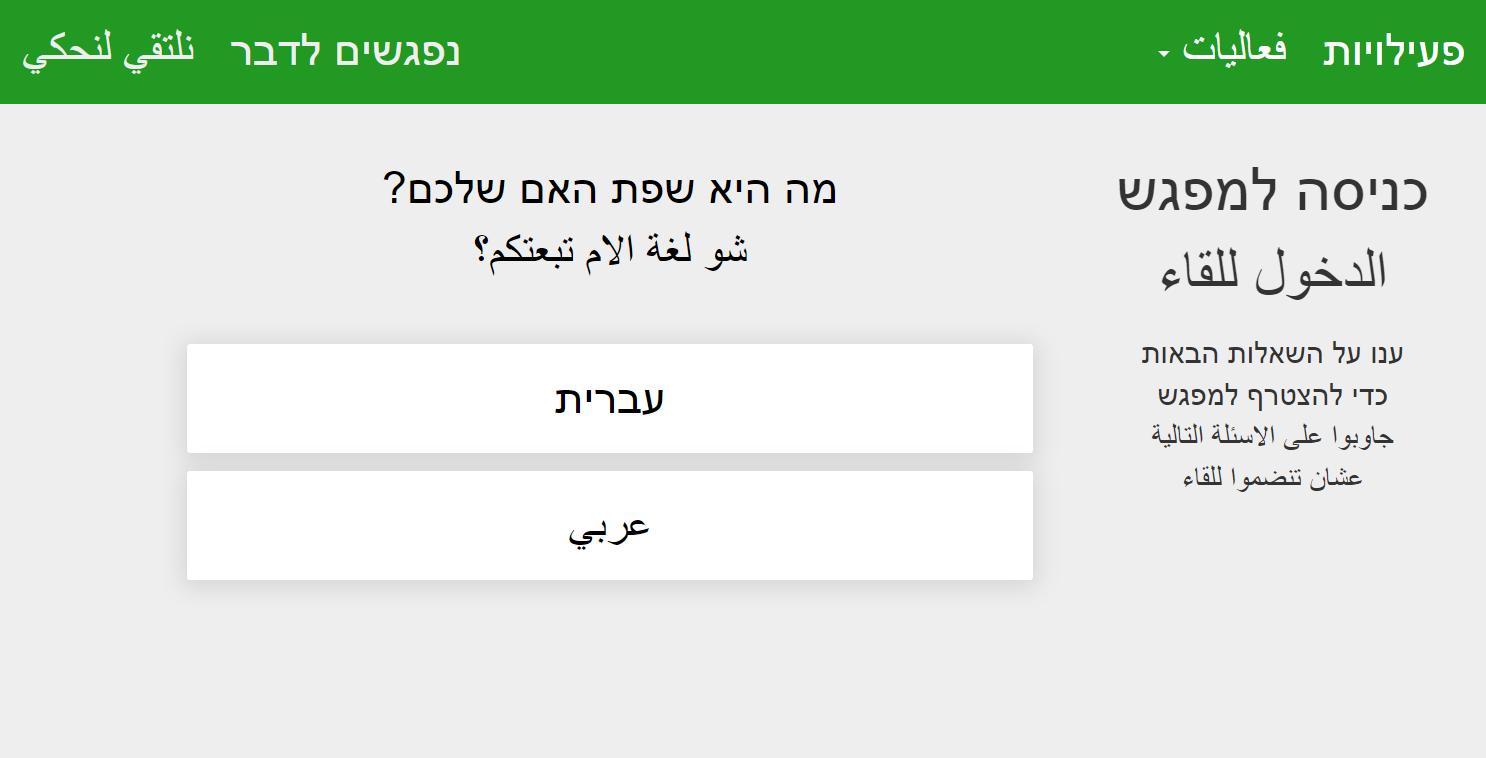 פעילויות فعاليات
נפגשים לדבר نلتقي لنحكي
כניסה למפגש
الدخول للقاء
ענו על השאלות הבאות
כדי להצטרף למפגש
جاوبوا على الاسئلة التالية
عشان تنضموا للقاء
מה היא שפת האם שלכם?
شو لغة الام تبعتكم؟
עברית
عربي